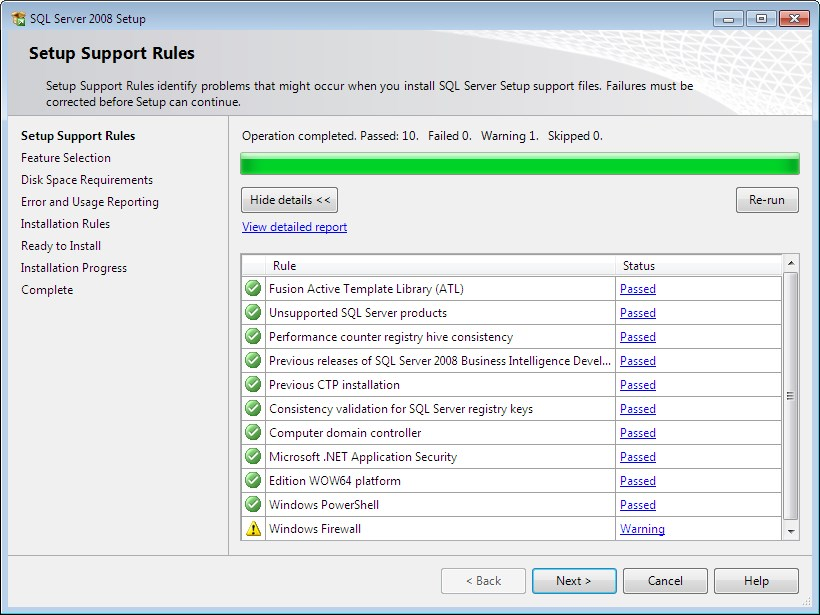 SQL Server 2008 Setup
Setup Support Rules
Setup Support Rules identify problems that might occur when you install SQL Server Setup support files. Failures must be
corrected before Setup can continue.
Setup Support Rules
Feature Selection
Disk Space Requirements
Error and Usage Reporting
Installation Rules
Ready to Install
Installation Progress
Complete
Operation completed. Passed: 10. Failed 0. Warning 1. Skipped 0.
Hide details <<
Re-run
View detailed report
Rule Status
Fusion Active Template Library (ATL) Passed
Unsupported SQL Server products Passed
Performance counter registry hive consistency Passed
Previous releases of SQL Server 2008 Business Intelligence Devel... Passed
Previous CTP installation Passed
Consistency validation for SQL Server registry keys Passed
Computer domain controller Passed
Microsoft .NET Application Security Passed
Edition WOW64 platform Passed
Windows PowerShell Passed
Windows Firewall Warning
< Back
Next >
Cancel
Help